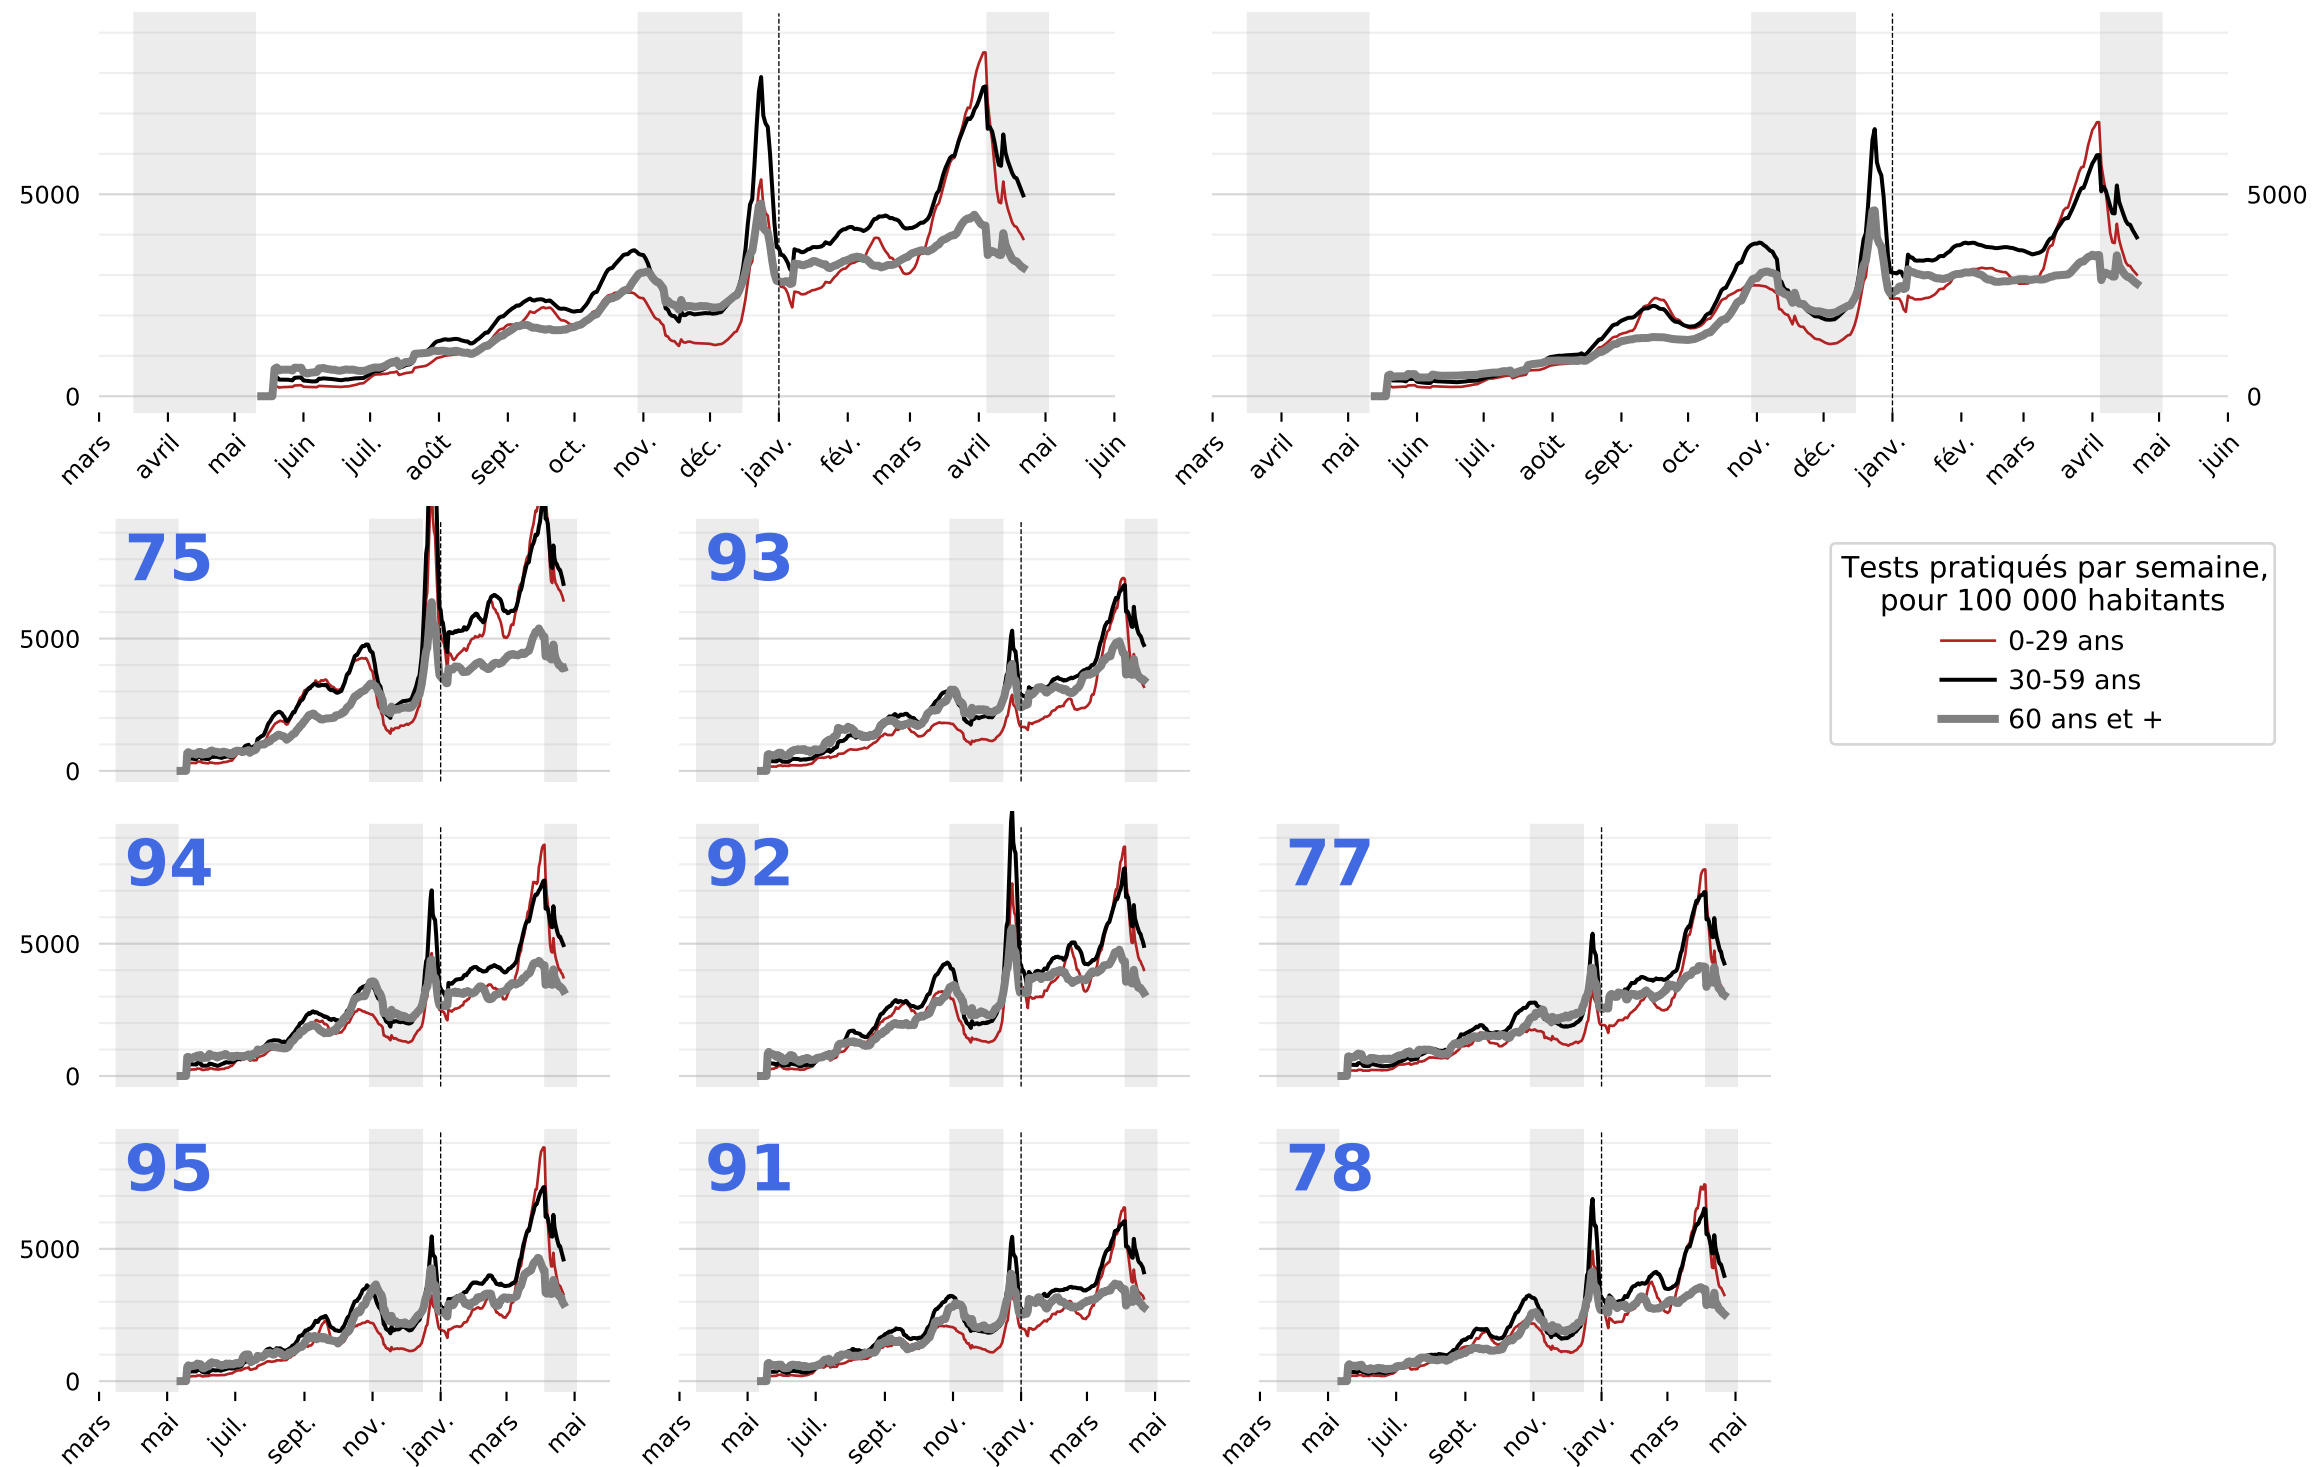 5000
0
mars avril mai juin juil. août sept. oct. nov. déc. janv. fév. mars avril mai juin
5000
0
mars avril mai juin juil. août sept. oct. nov. déc. janv. fév. mars avril mai juin
75
5000
0
93
Tests pratiqués par semaine,
pour 100 000 habitants
0-29 ans
30-59 ans
60 ans et +
94
5000
0
92
77
95
5000
0
91
78
mars mai juil. sept. nov. janv. mars mai
mars mai juil. sept. nov. janv. mars mai
mars mai juil. sept. nov. janv. mars mai